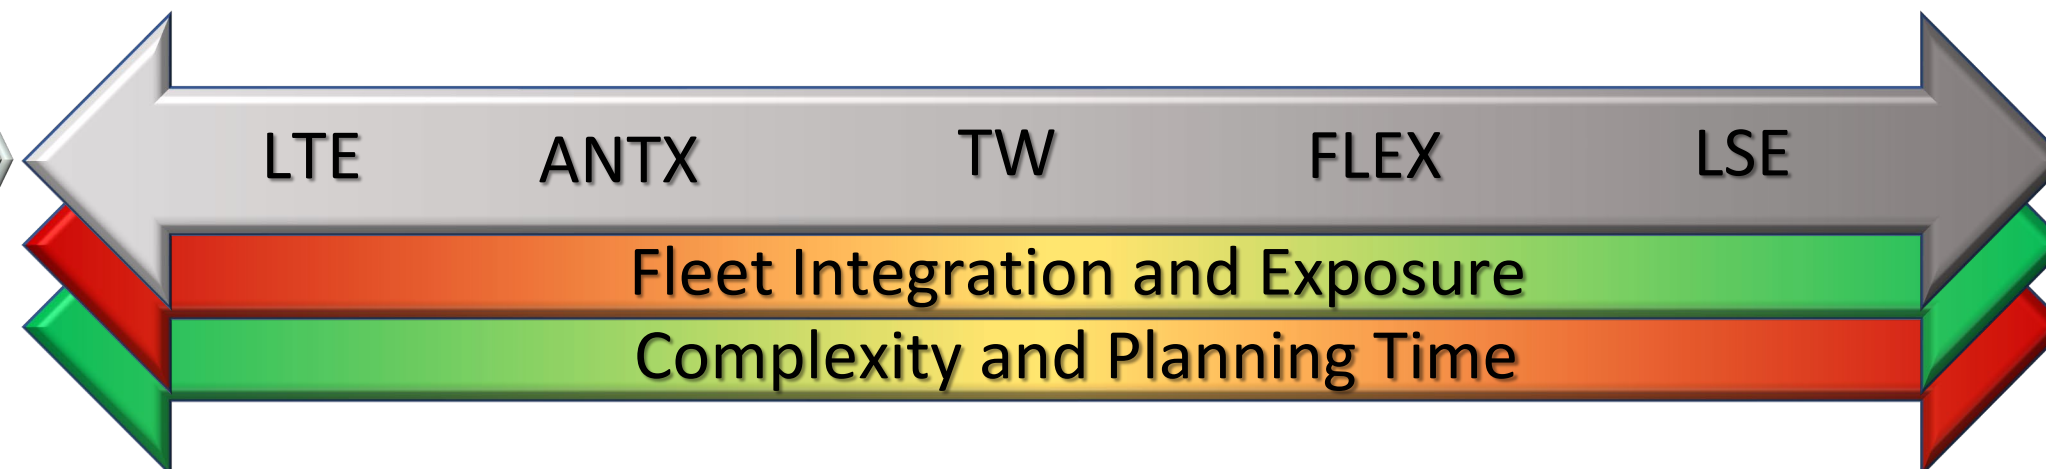 LTE ANTX TW FLEX LSE
Fleet Integration and Exposure
Complexity and Planning Time